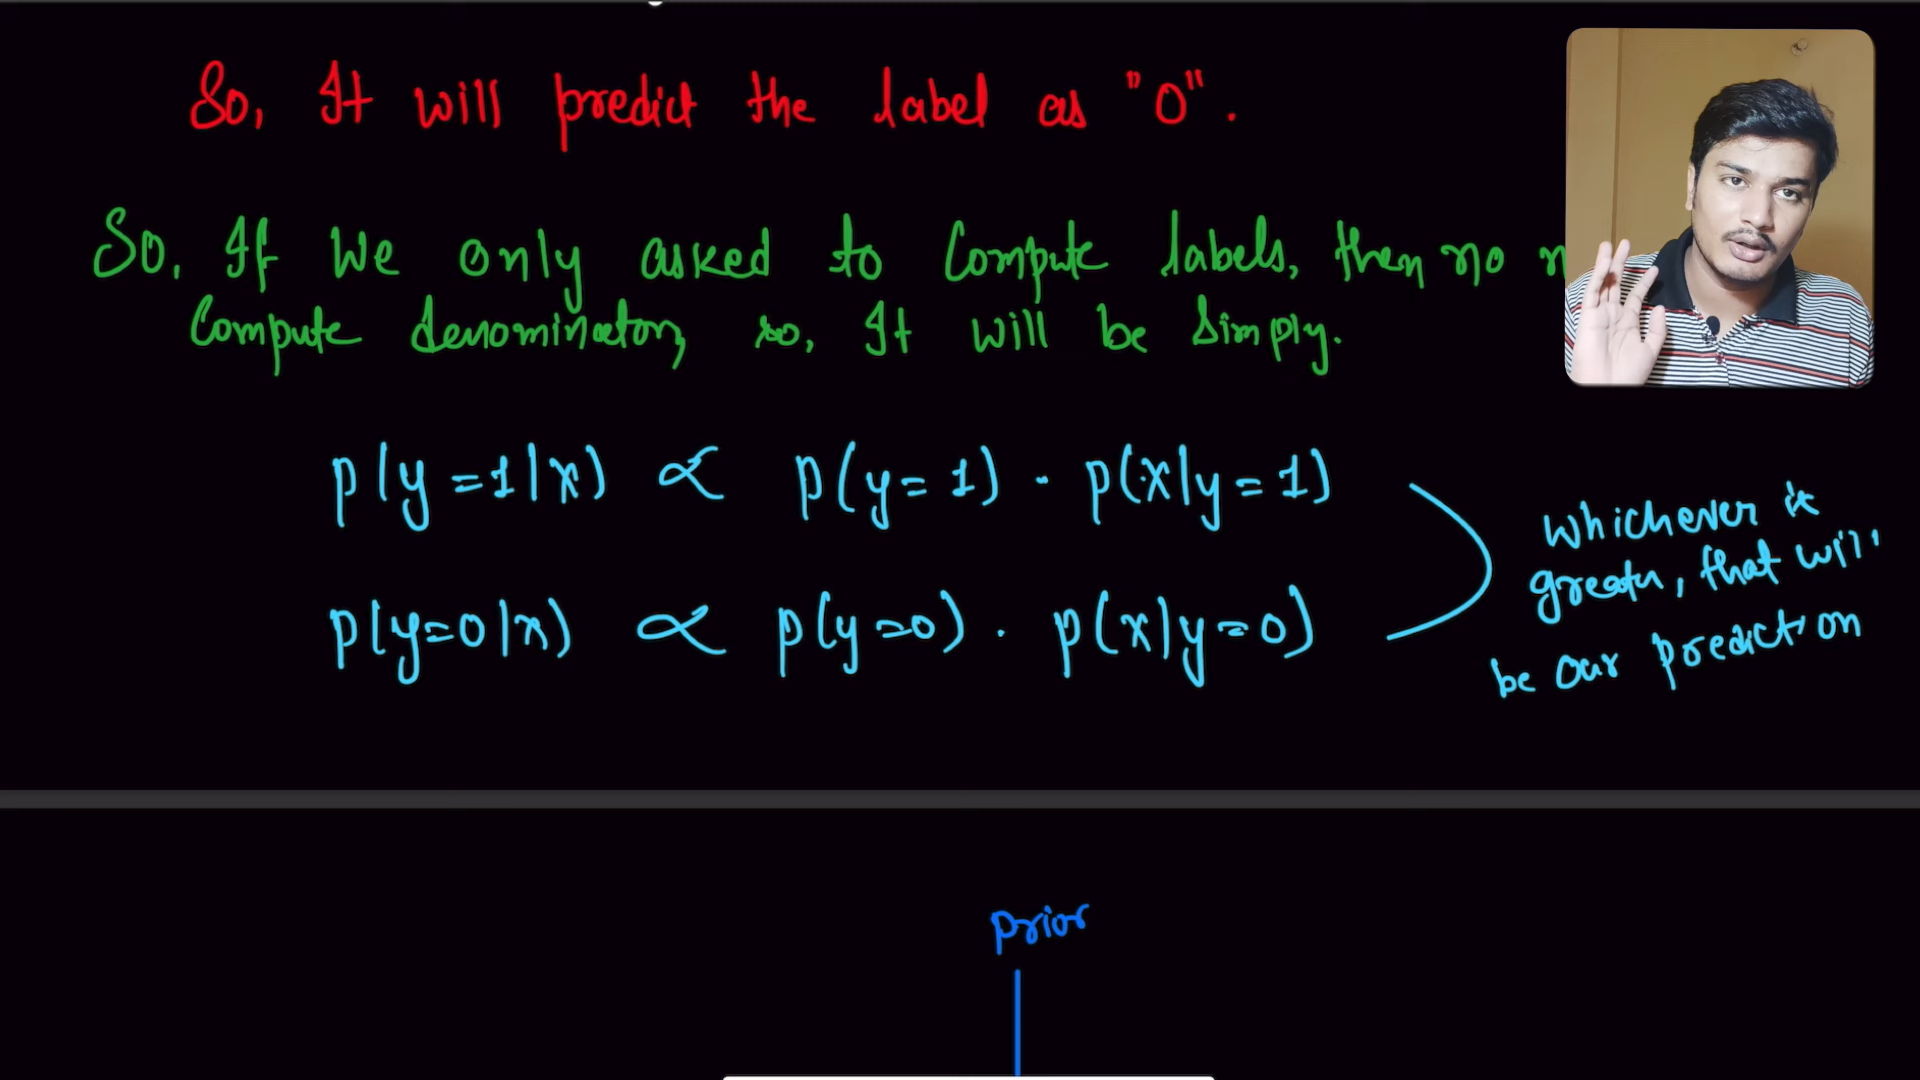 So, It will predict the label as "0".
So, If we only asked to Compute labels, then no
Compute denominator, so, It will be simply.
p(y=1|x) ∝ p(y=1) · p(x|y=1)
p(y=0|x) ∝ p(y=0) · p(x|y=0)
Whichever is
greater, that will
be our prediction
prior